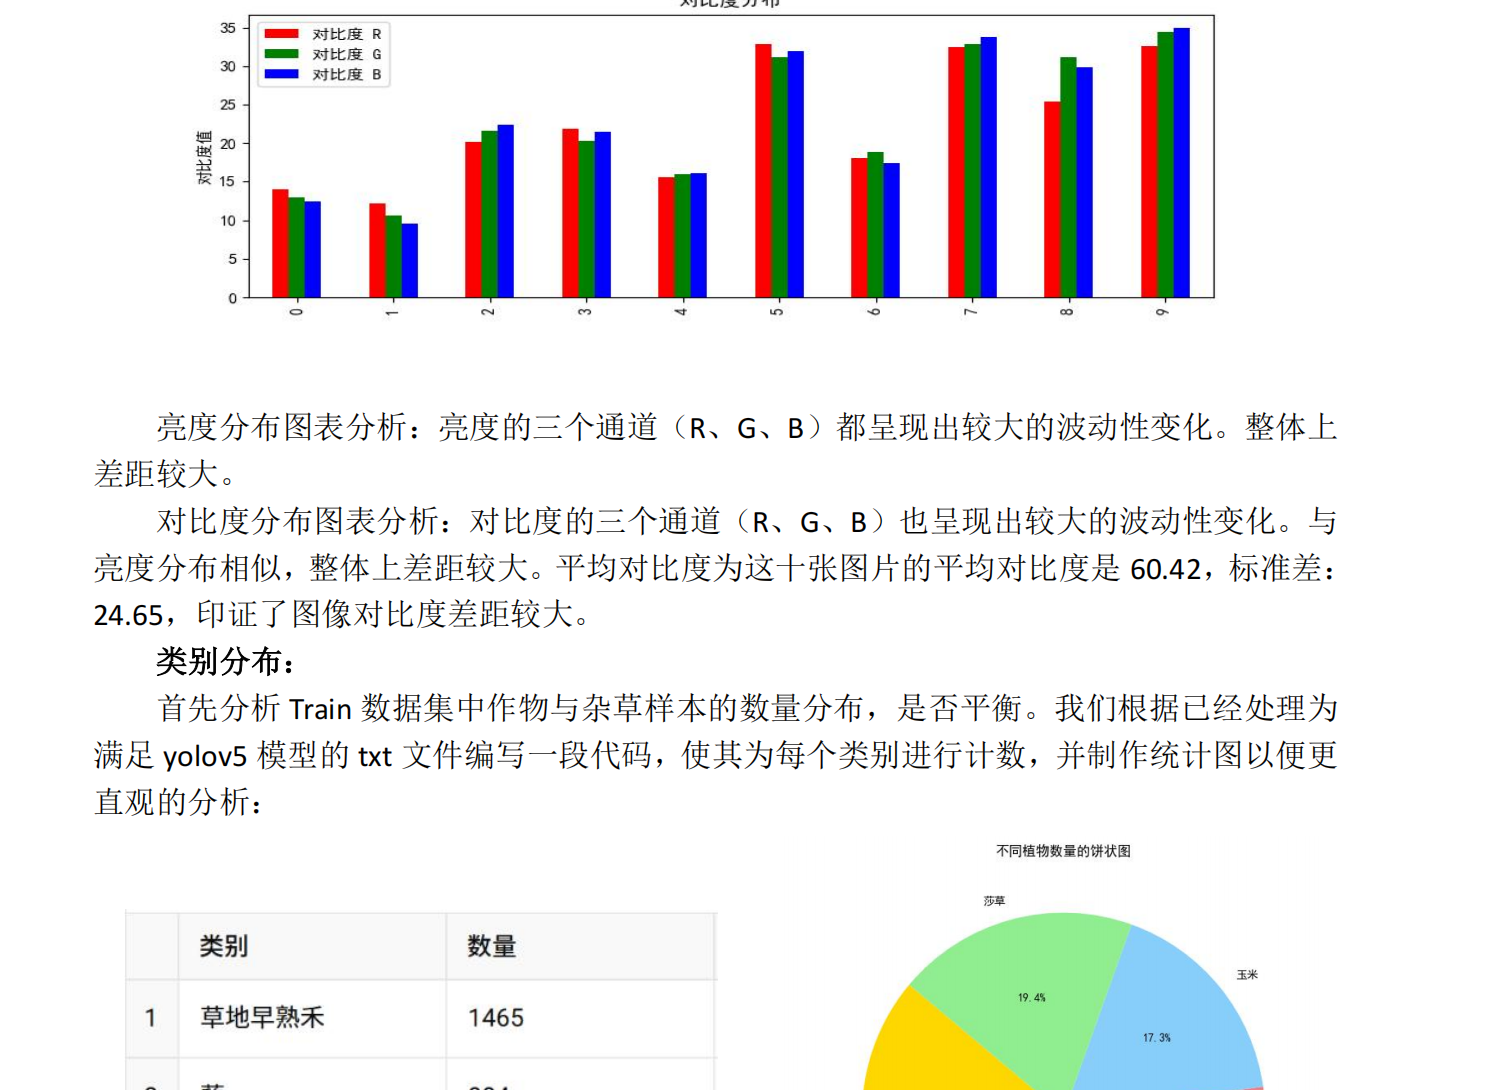 对比度分布
35
30
25
20
15
10
5
0
对比度值
对比度 R
对比度 G
对比度 B
0
1
2
3
4
5
6
7
8
9
亮度分布图表分析：亮度的三个通道（R、G、B）都呈现出较大的波动性变化。整体上
差距较大。
对比度分布图表分析：对比度的三个通道（R、G、B）也呈现出较大的波动性变化。与
亮度分布相似，整体上差距较大。平均对比度为这十张图片的平均对比度是 60.42，标准差：
24.65，印证了图像对比度差距较大。
类别分布：
首先分析 Train 数据集中作物与杂草样本的数量分布，是否平衡。我们根据已经处理为
满足 yolov5 模型的 txt 文件编写一段代码，使其为每个类别进行计数，并制作统计图以便更
直观的分析：
类别 数量
1 草地早熟禾 1465
不同植物数量的饼状图
莎草
玉米
19.4%
17.3%